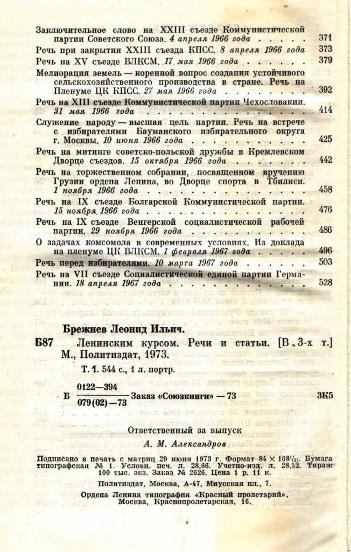 Заключительное слово на XXIII съезде Коммунистической
партии Советского Союза. 4 апреля 1966 года . . . . 371
Речь при закрытии XXIII съезда КПСС. 8 апреля 1966 года 373
Речь на XV съезде ВЛКСМ. 17 мая 1966 года . . . . . . 379
Мелиорация земель — коренной вопрос создания устойчивого
сельскохозяйственного производства в стране. Речь на
Пленуме ЦК КПСС. 27 мая 1966 года . . . . . . . 392
Речь на XIII съезде Коммунистической партии Чехословакии.
31 мая 1966 года . . . . . . . . . . . . . . 414
Служение народу — высшая цель партии. Речь на встрече
с избирателями Бауманского избирательного округа
г. Москвы. 10 июня 1966 года . . . . . . . . . . 425
Речь на митинге советско-польской дружбы в Кремлевском
Дворце съездов. 15 октября 1966 года . . . . . . . 442
Речь на торжественном собрании, посвященном вручению
Грузии ордена Ленина, во Дворце спорта в Тбилиси.
1 ноября 1966 года . . . . . . . . . . . . . . 458
Речь на IX съезде Болгарской Коммунистической партии.
15 ноября 1966 года . . . . . . . . . . . . . 476
Речь на IX съезде Венгерской социалистической рабочей
партии. 29 ноября 1966 года . . . . . . . . . . 486
О задачах комсомола в современных условиях. Из доклада
на пленуме ЦК ВЛКСМ. 1 февраля 1967 года . . . . . 496
Речь перед избирателями. 10 марта 1967 года . . . . . 503
Речь на VII съезде Социалистической единой партии Герма-
нии. 18 апреля 1967 года . . . . . . . . . . . 528
Брежнев Леонид Ильич.
Б87 Ленинским курсом. Речи и статьи. [В 3-х т.]
М., Политиздат, 1973.
Т. 1. 544 с., 1 л. портр.
0122—394
Б Заказ «Союзкниги» — 73 3К5
079(02)—73
Ответственный за выпуск
А. М. Александров
Подписано в печать с матриц 29 июня 1973 г. Формат 84 × 108¹/₃₂. Бумага
типографская № 1. Условн. печ. л. 28,66. Учетно-изд. л. 28,52. Тираж
100 тыс. экз. Заказ № 2626. Цена 1 р. 11 к.
Политиздат, Москва, А-47, Миусская пл., 7.
Ордена Ленина типография «Красный пролетарий».
Москва, Краснопролетарская, 16.